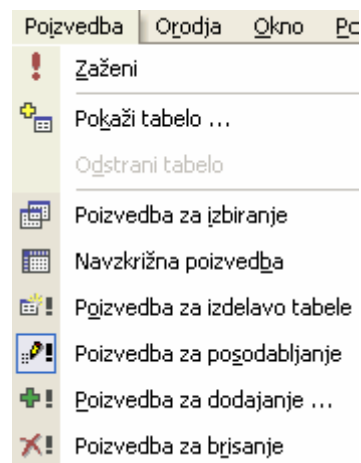 Poizvedba Orodja Okno
Zaženi
Pokaži tabelo ...
Odstrani tabelo
Poizvedba za izbiranje
Navzkrižna poizvedba
Poizvedba za izdelavo tabele
Poizvedba za posodabljanje
Poizvedba za dodajanje ...
Poizvedba za brisanje